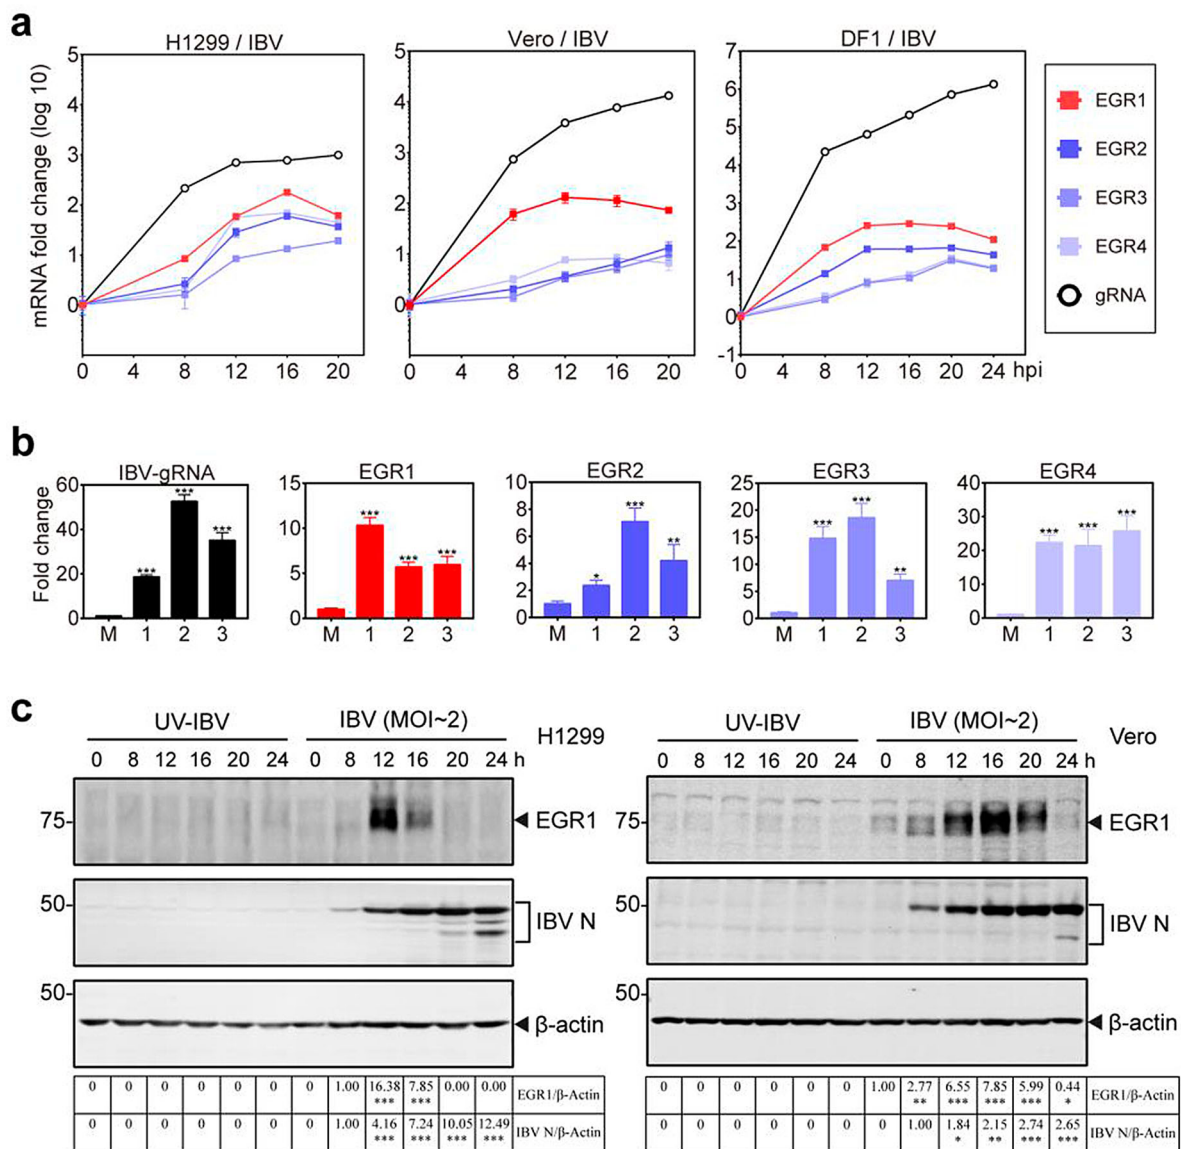 a
H1299 / IBV
Vero / IBV
DF1 / IBV
mRNA fold change (log 10)
5
4
3
2
1
0
0 4 8 12 16 20
5
4
3
2
1
0
0 4 8 12 16 20
7
6
5
4
3
2
1
0
-1
0 4 8 12 16 20 24 hpi
EGR1
EGR2
EGR3
EGR4
gRNA
b
IBV-gRNA
EGR1
EGR2
EGR3
EGR4
Fold change
60
40
20
0
*** *** ***
M 1 2 3
15
10
5
0
*** *** ***
M 1 2 3
10
8
6
4
2
0
* *** **
M 1 2 3
25
20
15
10
5
0
*** *** **
M 1 2 3
40
30
20
10
0
*** *** ***
M 1 2 3
c
UV-IBV IBV (MOI~2) H1299
0 8 12 16 20 24 0 8 12 16 20 24 h
75- ◄ EGR1
50- IBV N
50- ◄ β-actin
0 0 0 0 0 0 0 1.00 16.38 7.85 0.00 0.00 EGR1/β-Actin
*** ***
0 0 0 0 0 0 0 1.00 4.16 7.24 10.05 12.49 IBV N/β-Actin
*** *** *** ***
UV-IBV IBV (MOI~2) Vero
0 8 12 16 20 24 0 8 12 16 20 24 h
75- ◄ EGR1
50- IBV N
50- ◄ β-actin
0 0 0 0 0 0 1.00 2.77 6.55 7.85 5.99 0.44 EGR1/β-Actin
** *** *** *** *
0 0 0 0 0 0 0 1.00 1.84 2.15 2.74 2.65 IBV N/β-Actin
* ** *** ***